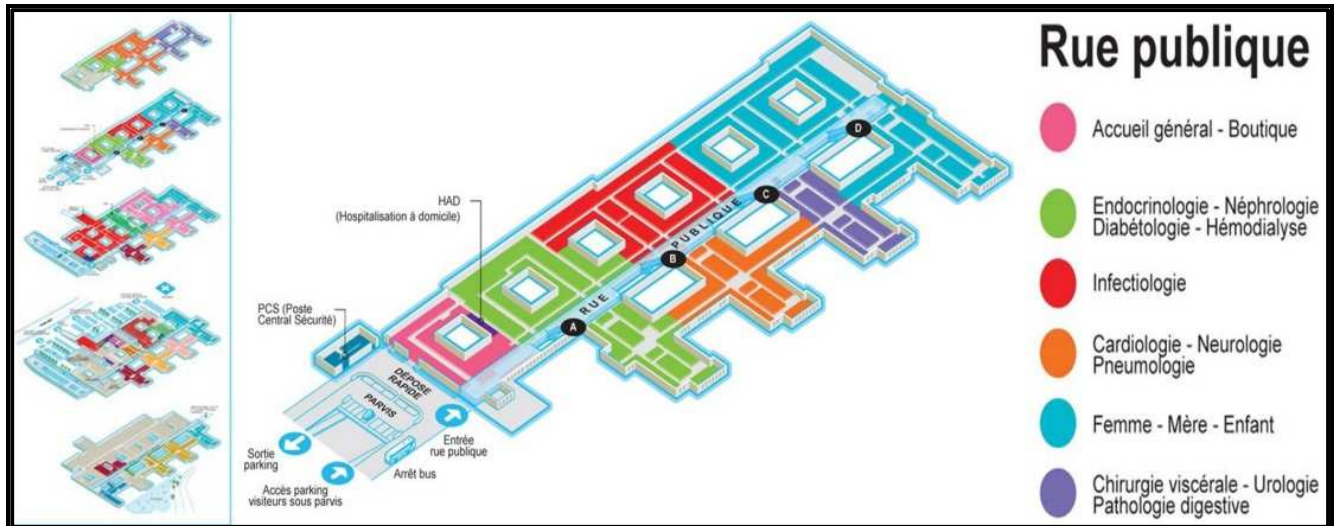 Rue publique
Accueil général - Boutique
Endocrinologie - Néphrologie
Diabétologie - Hémodialyse
Infectiologie
Cardiologie - Neurologie
Pneumologie
Femme - Mère - Enfant
Chirurgie viscérale - Urologie
Pathologie digestive
HAD
(Hospitalisation à domicile)
PCS (Poste
Central Sécurité)
D
C
B
A
RUE PUBLIQUE
DÉPOSE
RAPIDE
PARVIS
Entrée
rue publique
Arrêt bus
Sortie
parking
Accès parking
visiteurs sous parvis